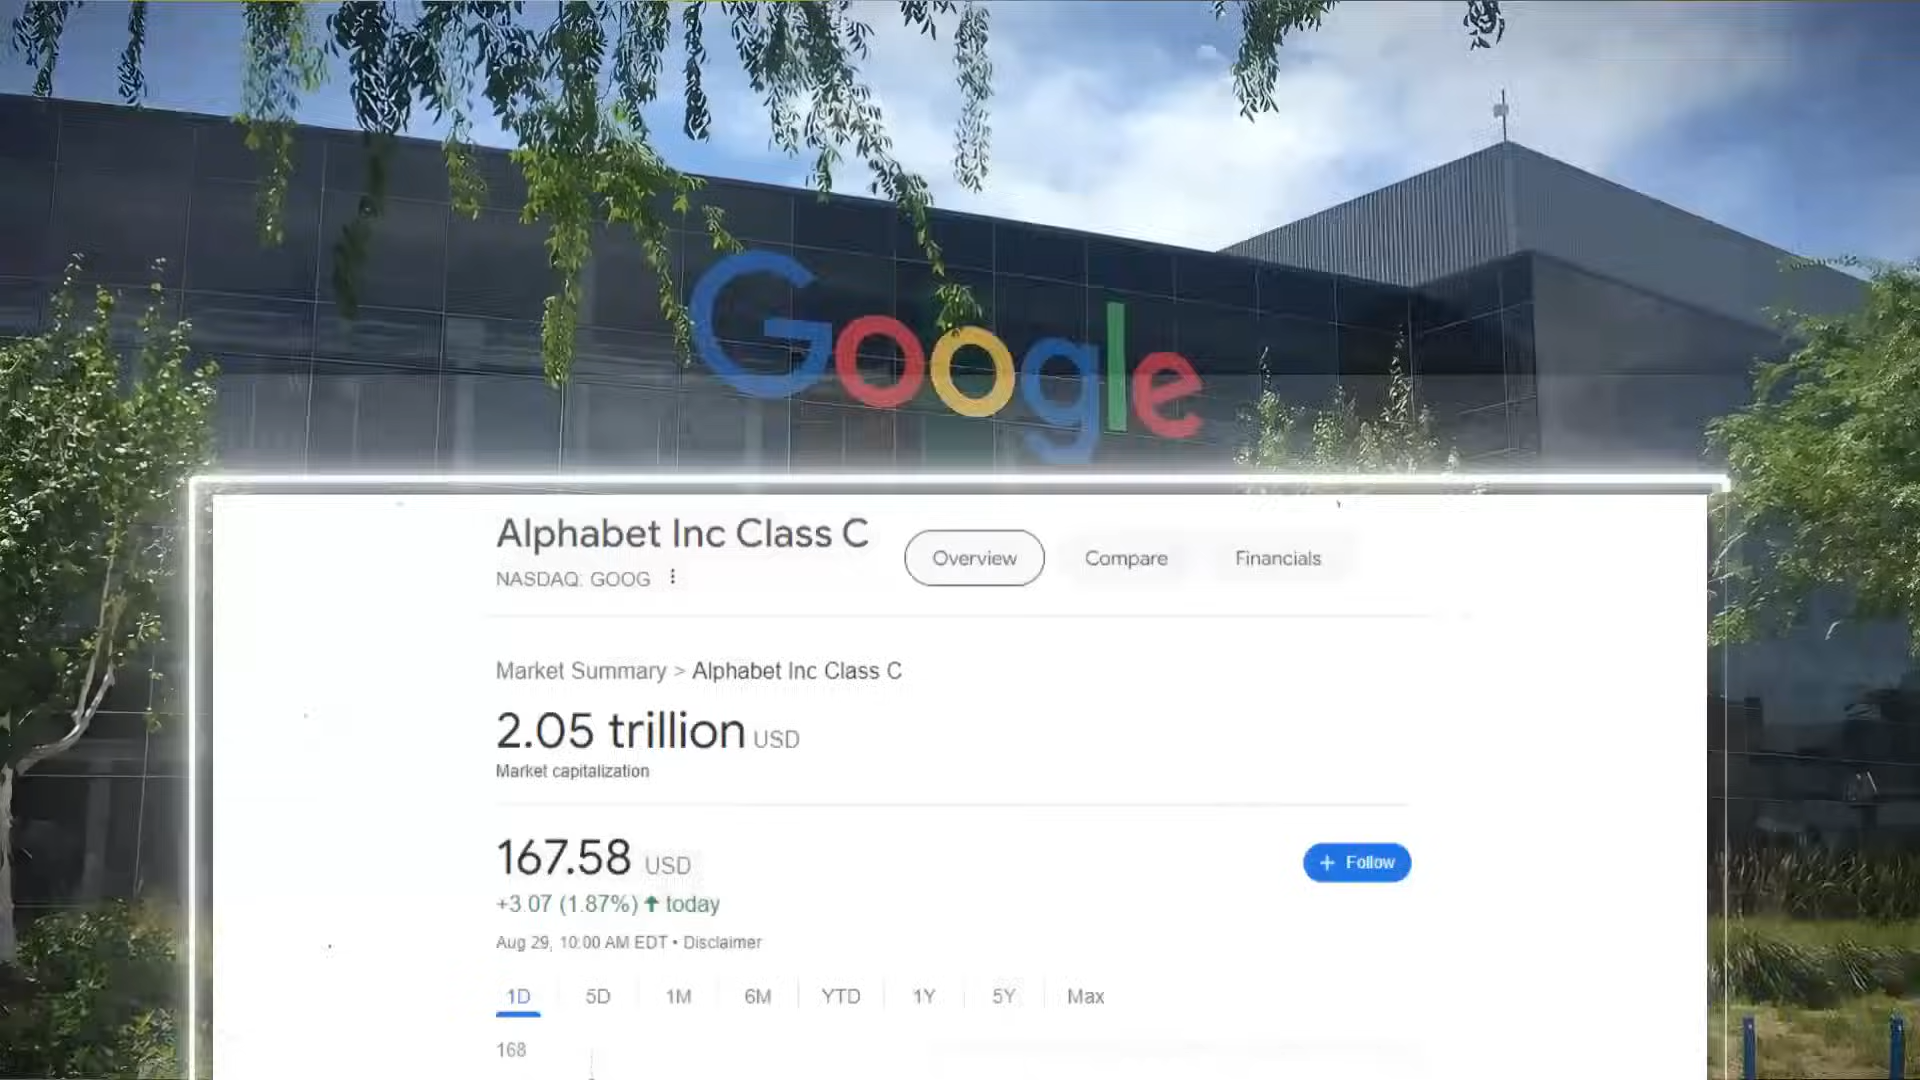 Google
Alphabet Inc Class C
NASDAQ: GOOG
Overview
Compare
Financials
Market Summary > Alphabet Inc Class C
2.05 trillion USD
Market capitalization
167.58 USD
+ Follow
+3.07 (1.87%) ↑ today
Aug 29, 10:00 AM EDT • Disclaimer
1D 5D 1M 6M YTD 1Y 5Y Max
168